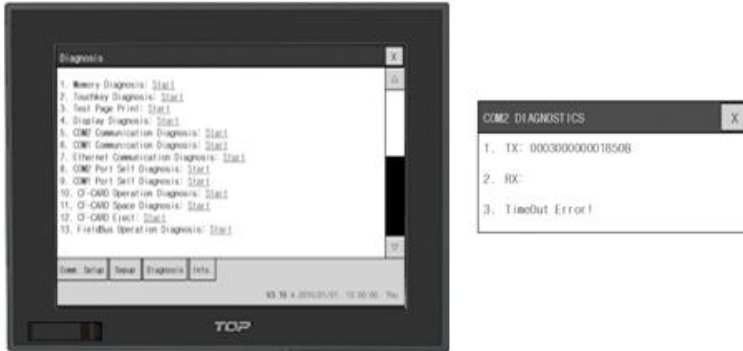 Diagnosis X
1. Memory Diagnosis: Start
2. Touchkey Diagnosis: Start
3. Test Page Print: Start
4. Display Diagnosis: Start
5. COM2 Communication Diagnosis: Start
6. COM1 Communication Diagnosis: Start
7. Ethernet Communication Diagnosis: Start
8. COM2 Port Self Diagnosis: Start
9. COM1 Port Self Diagnosis: Start
10. CF-CARD Operation Diagnosis: Start
11. CF-CARD Space Diagnosis: Start
12. CF-CARD Eject: Start
13. FieldBus Operation Diagnosis: Start
Comm. Setup Diagnosis Info.
TOP
COM2 DIAGNOSTICS X
1. TX: 000300000001850B
2. RX:
3. TimeOut Error!